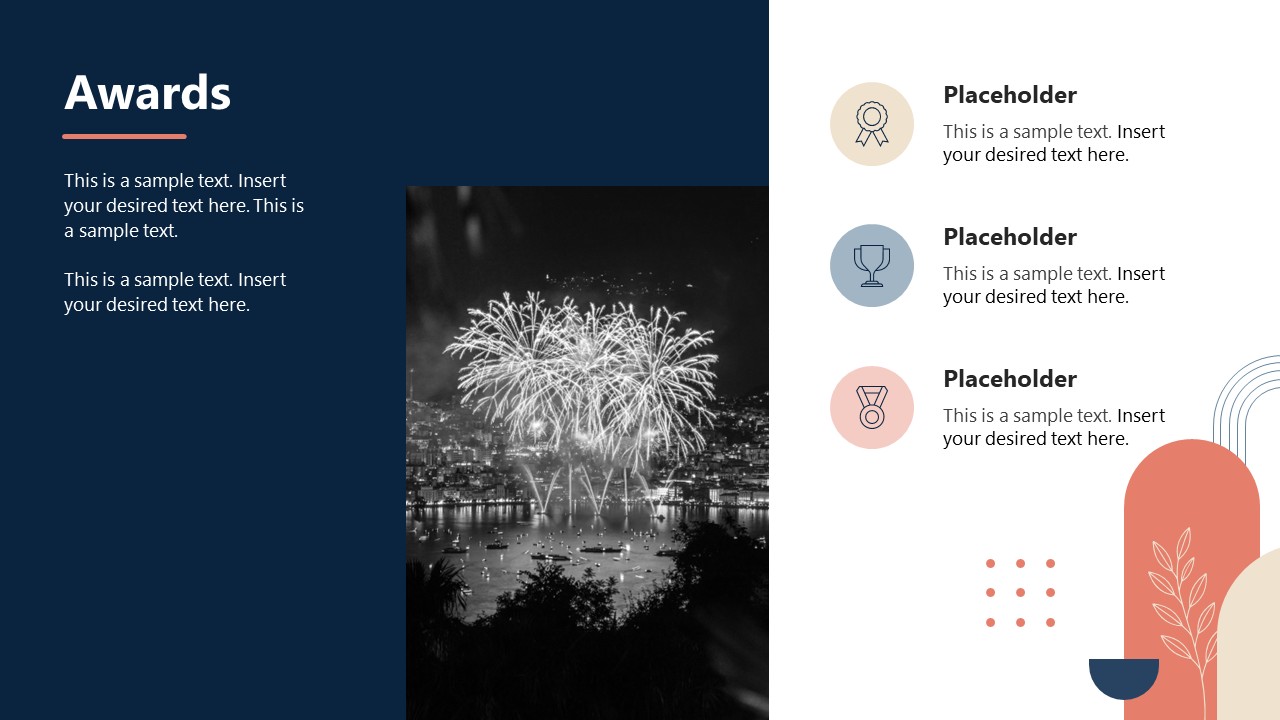 Awards
This is a sample text. Insert
your desired text here. This is
a sample text.
This is a sample text. Insert
your desired text here.
Placeholder
This is a sample text. Insert
your desired text here.
Placeholder
This is a sample text. Insert
your desired text here.
Placeholder
This is a sample text. Insert
your desired text here.